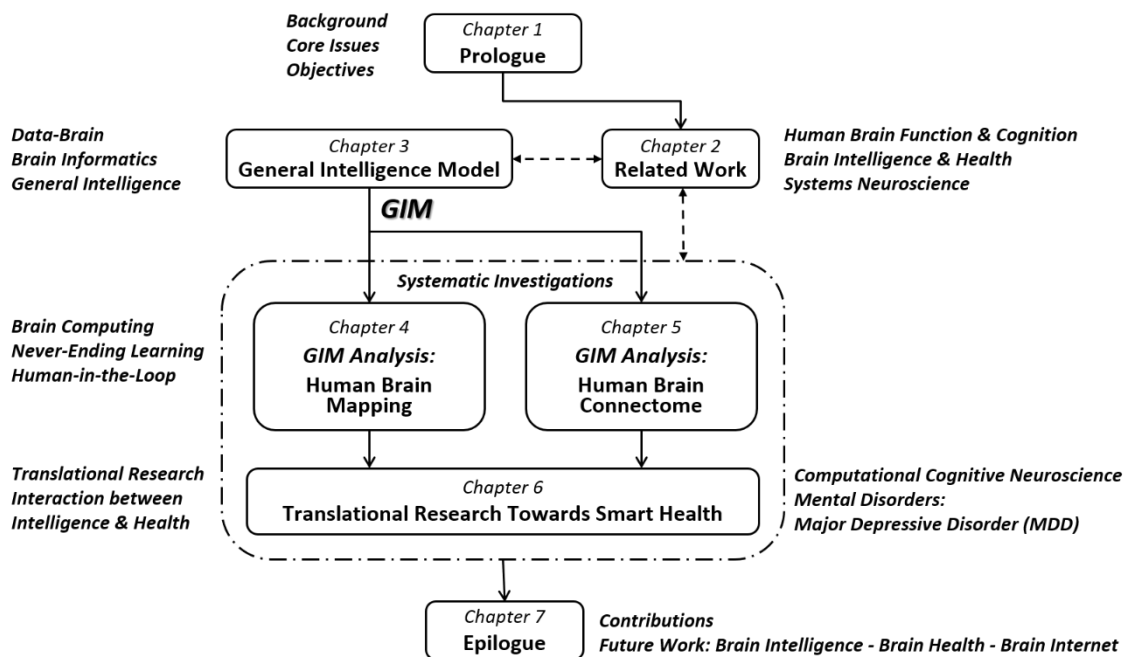 Background
Core Issues
Objectives
Chapter 1
Prologue
Data-Brain
Brain Informatics
General Intelligence
Chapter 3
General Intelligence Model
Chapter 2
Related Work
Human Brain Function & Cognition
Brain Intelligence & Health
Systems Neuroscience
GIM
Systematic Investigations
Brain Computing
Never-Ending Learning
Human-in-the-Loop
Chapter 4
GIM Analysis:
Human Brain
Mapping
Chapter 5
GIM Analysis:
Human Brain
Connectome
Translational Research
Interaction between
Intelligence & Health
Chapter 6
Translational Research Towards Smart Health
Computational Cognitive Neuroscience
Mental Disorders:
Major Depressive Disorder (MDD)
Chapter 7
Epilogue
Contributions
Future Work: Brain Intelligence - Brain Health - Brain Internet